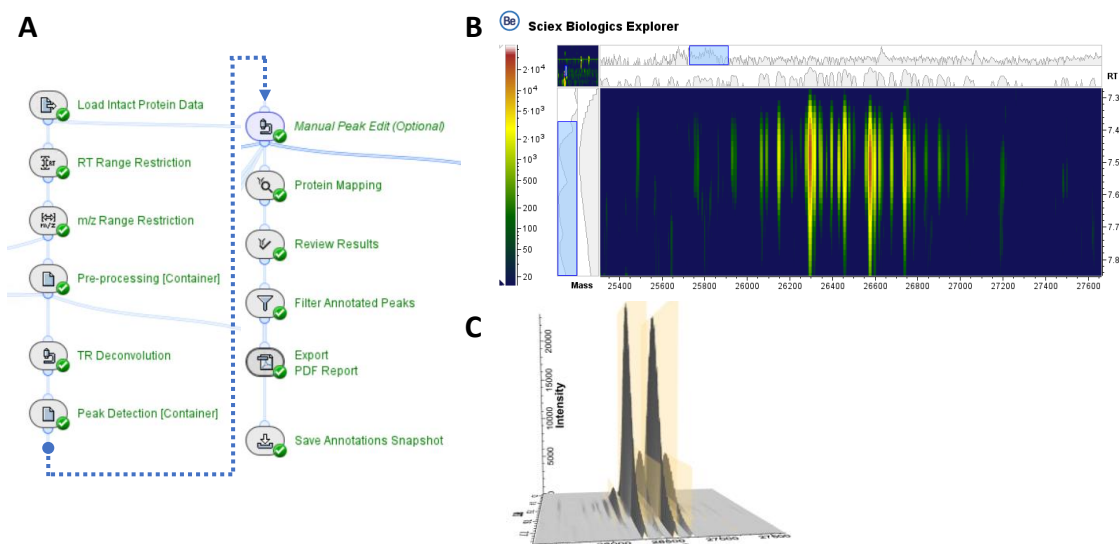 A
Load Intact Protein Data
RT Range Restriction
m/z Range Restriction
Pre-processing [Container]
TR Deconvolution
Peak Detection [Container]
Manual Peak Edit (Optional)
Protein Mapping
Review Results
Filter Annotated Peaks
Export
PDF Report
Save Annotations Snapshot
RT
m/z
B
Be Sciex Biologics Explorer
2·10⁴
10⁴
5·10³
2·10³
10³
500
200
100
50
20
RT
7.3
7.4
7.5
7.6
7.7
7.8
Mass 25400 25600 25800 26000 26200 26400 26600 26800 27000 27200 27400 27600
C
Intensity
20000
15000
10000
5000
0
27000